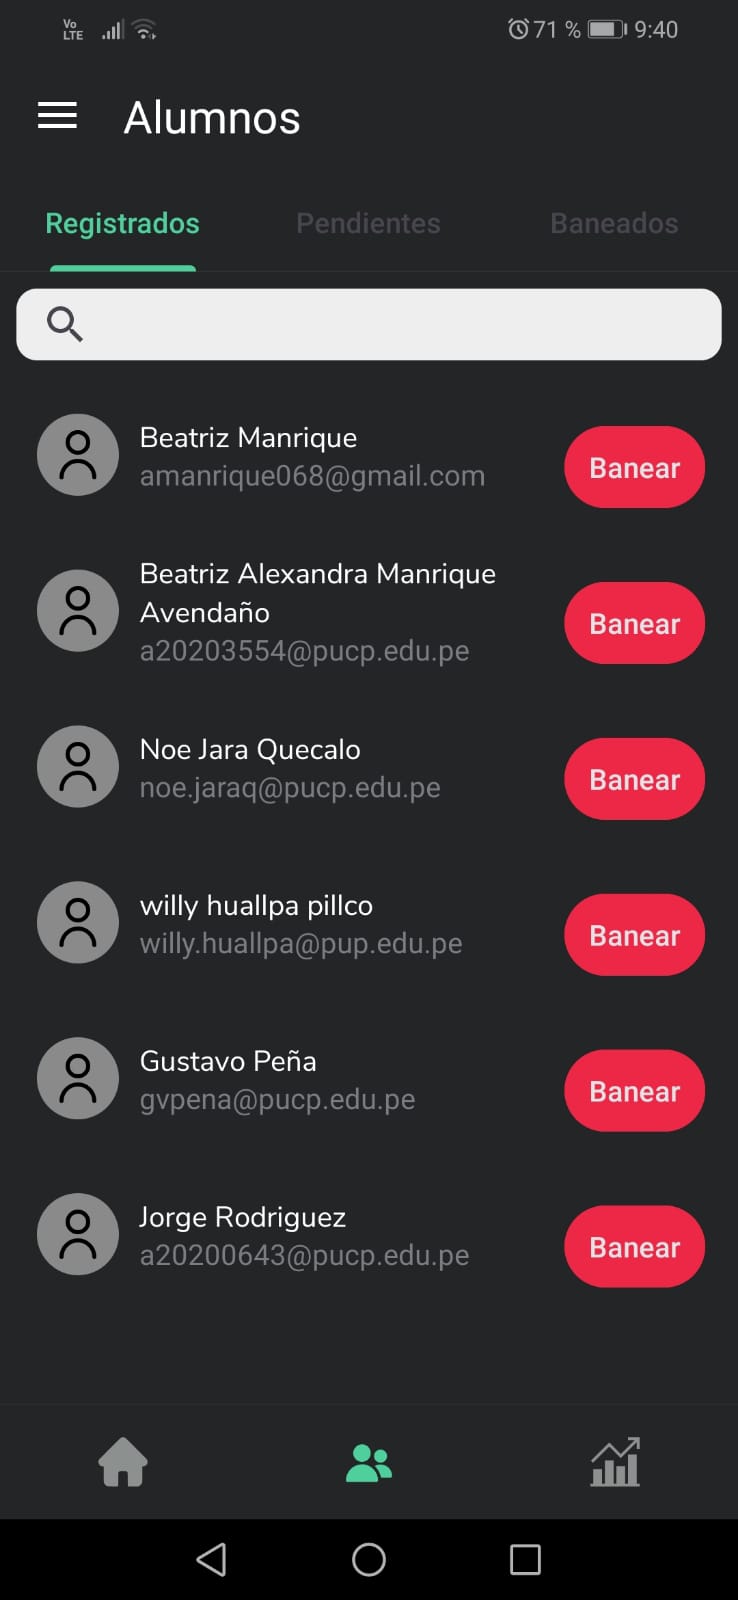 Vo
LTE
71 %
9:40
Alumnos
Registrados
Pendientes
Baneados
Beatriz Manrique
amanrique068@gmail.com
Banear
Beatriz Alexandra Manrique
Avendaño
a20203554@pucp.edu.pe
Banear
Noe Jara Quecalo
noe.jaraq@pucp.edu.pe
Banear
willy huallpa pillco
willy.huallpa@pup.edu.pe
Banear
Gustavo Peña
gvpena@pucp.edu.pe
Banear
Jorge Rodriguez
a20200643@pucp.edu.pe
Banear